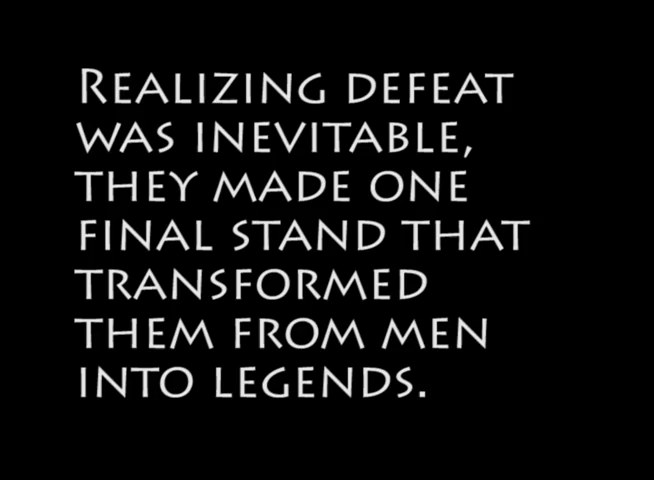 Realizing defeat
was inevitable,
they made one
final stand that
transformed
them from men
into legends.